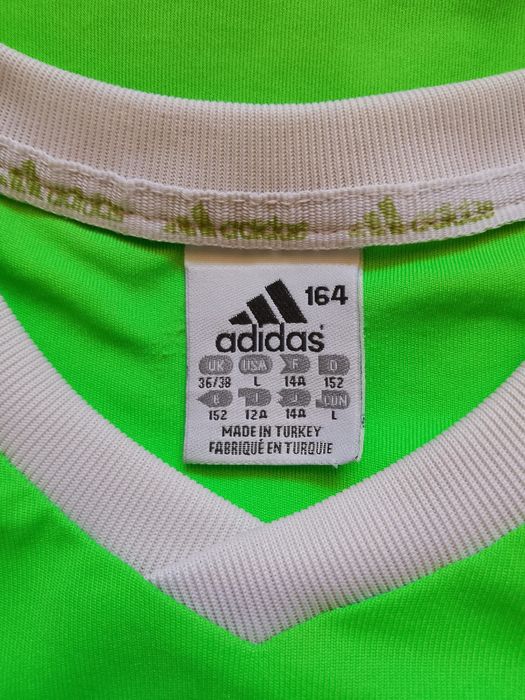 adidas adidas
164
adidas
UK USA F D
36/38 L 14A 152
E I J CDN
152 12A 14A L
MADE IN TURKEY
FABRIQUÉ EN TURQUIE